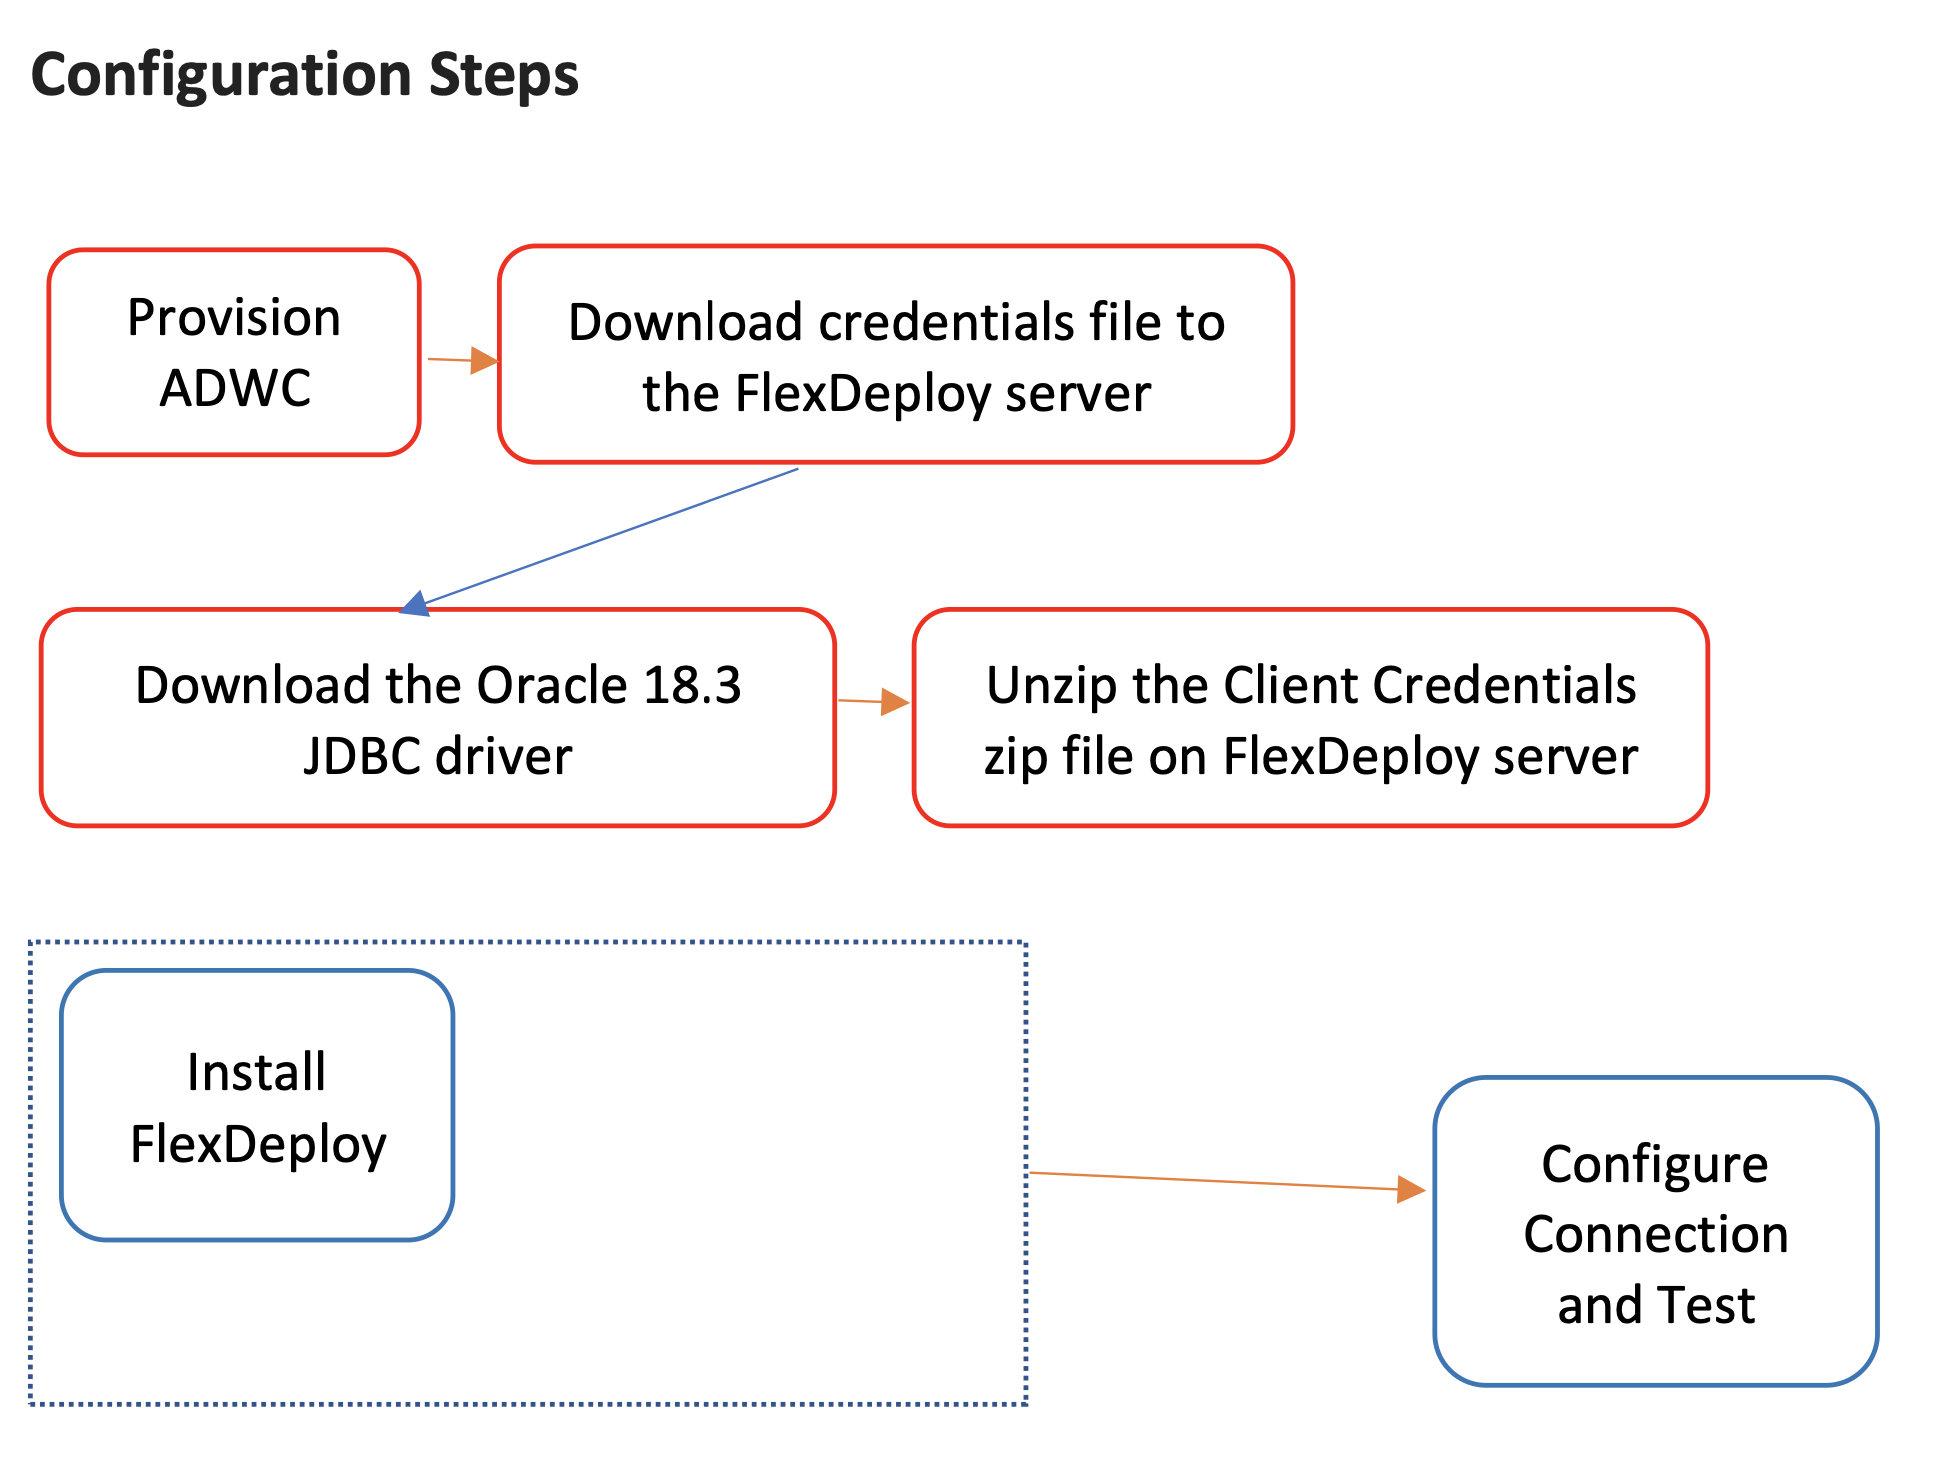 Configuration Steps
Provision
ADWC
Download credentials file to
the FlexDeploy server
Download the Oracle 18.3
JDBC driver
Unzip the Client Credentials
zip file on FlexDeploy server
Install
FlexDeploy
Configure
Connection
and Test